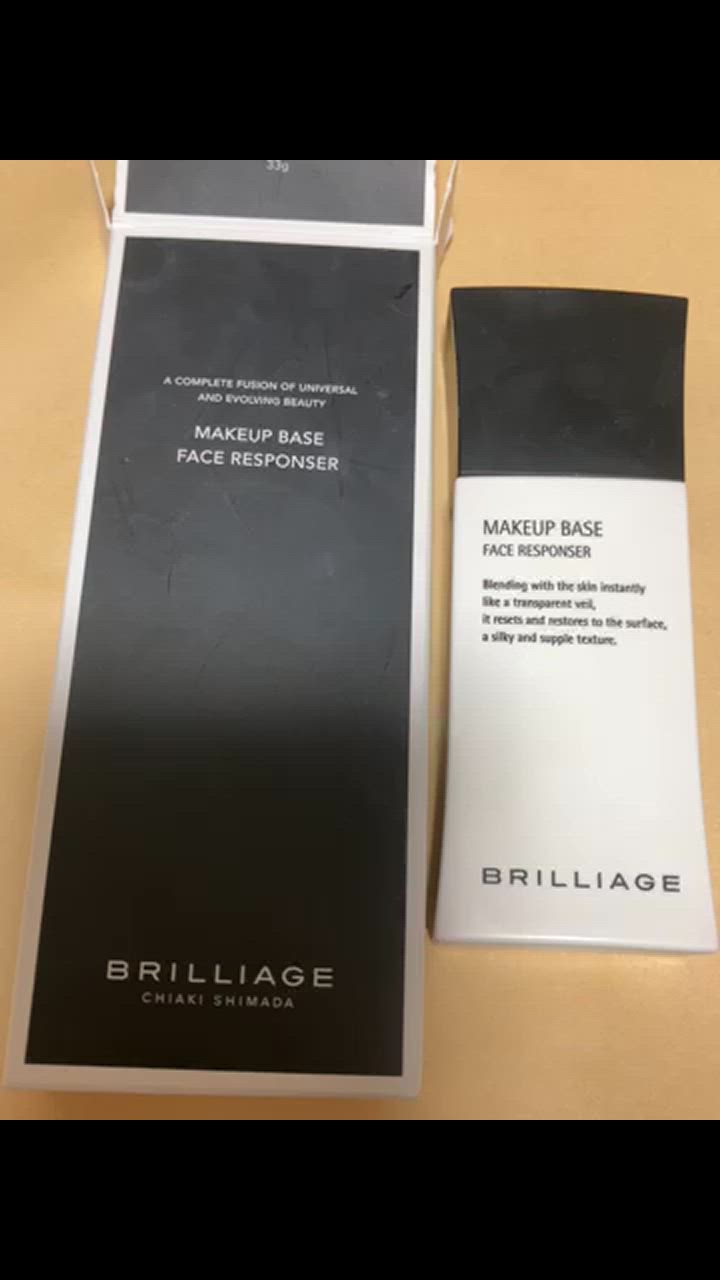 33g
A COMPLETE FUSION OF UNIVERSAL
AND EVOLVING BEAUTY
MAKEUP BASE
FACE RESPONSER
BRILLIAGE
CHIAKI SHIMADA
MAKEUP BASE
FACE RESPONSER
Blending with the skin instantly
like a transparent veil,
it resets and restores to the surface,
a silky and supple texture.
BRILLIAGE